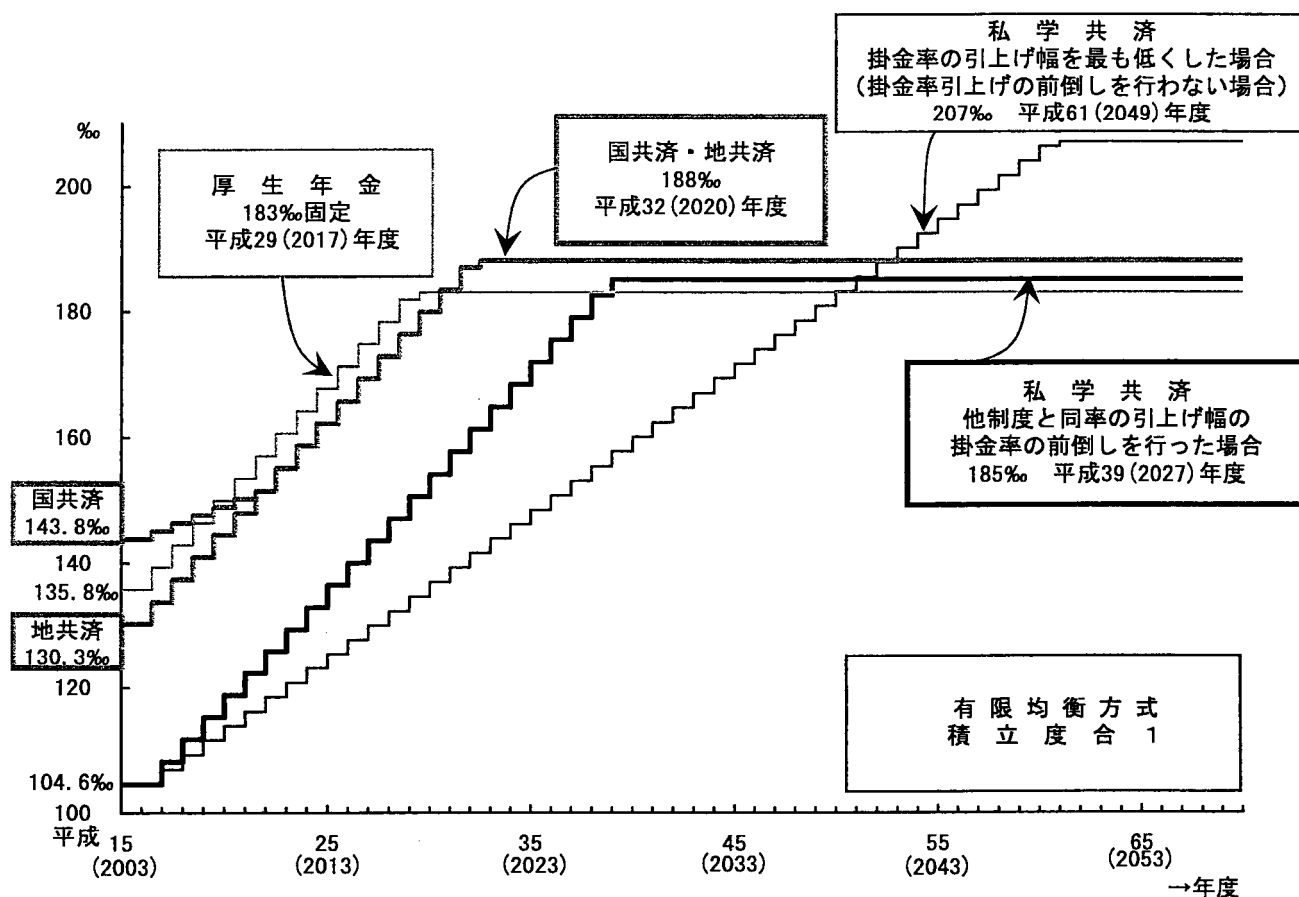 私学共済
掛金率の引上げ幅を最も低くした場合
(掛金率引上げの前倒しを行わない場合)
207‰ 平成61(2049)年度
‰
厚生年金
183‰固定
平成29(2017)年度
国共済・地共済
188‰
平成32(2020)年度
200
180
160
140
120
100
国共済
143.8‰
135.8‰
地共済
130.3‰
104.6‰
私学共済
他制度と同率の引上げ幅の
掛金率の前倒しを行った場合
185‰ 平成39(2027)年度
有限均衡方式
積立度合1
平成
15 25 35 45 55 65
(2003) (2013) (2023) (2033) (2043) (2053)
→年度